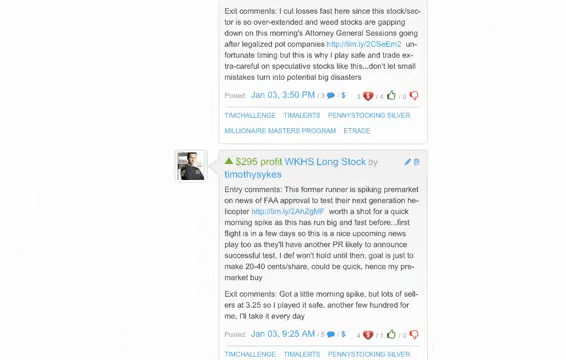 Exit comments: I cut losses fast here since this stock/sec-
tor is so over-extended and weed stocks are gapping
down on this morning's Attorney General Sessions going
after legalized pot companies http://tim.ly/2CSeEm2 un-
fortunate timing but this is why I play safe and trade ex-
tra-careful on speculative stocks like this...don't let small
mistakes turn into potential big disasters
Posted: Jan 03, 3:50 PM / 3 / $ 3 / 4 / 0
TIMCHALLENGE TIMALERTS PENNYSTOCKING SILVER
MILLIONAIRE MASTERS PROGRAM ETRADE
$295 profit WKHS Long Stock by
timothysykes
Entry comments: This former runner is spiking premarket
on news of FAA approval to test their next generation he-
licopter http://tim.ly/2AhZgMF worth a shot for a quick
morning spike as this has run big and fast before...first
flight is in a few days so this is a nice upcoming news
play too as they'll have another PR likely to announce
successful test, I def won't hold until then, goal is just to
make 20-40 cents/share, could be quick, hence my pre-
market buy
Exit comments: Got a little morning spike, but lots of sell-
ers at 3.25 so I played it safe, another few hundred for
me, I'll take it every day
Posted: Jan 03, 9:25 AM / 5 / $ 4 / 1 / 0
TIMCHALLENGE TIMALERTS PENNYSTOCKING SILVER